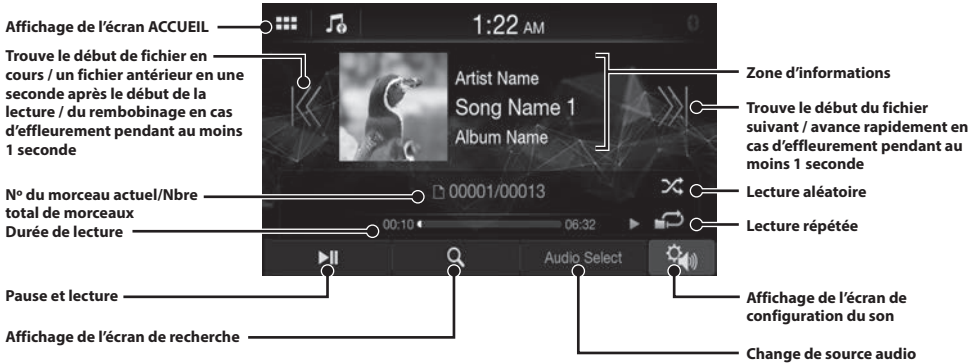 Affichage de l'écran ACCUEIL
Trouve le début de fichier en
cours / un fichier antérieur en une
seconde après le début de la
lecture / du rembobinage en cas
d'effleurement pendant au moins
1 seconde
Nº du morceau actuel/Nbre
total de morceaux
Durée de lecture
Pause et lecture
Affichage de l'écran de recherche
1:22 AM
Artist Name
Song Name 1
Album Name
00001/00013
00:10
06:32
Audio Select
Zone d'informations
Trouve le début du fichier
suivant / avance rapidement en
cas d'effleurement pendant au
moins 1 seconde
Lecture aléatoire
Lecture répétée
Affichage de l'écran de
configuration du son
Change de source audio